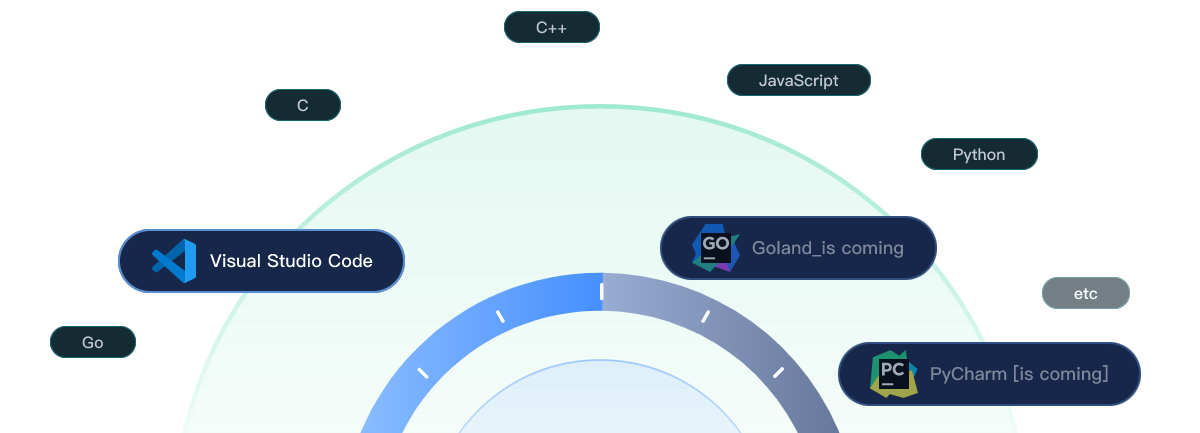 C++
JavaScript
C
Python
Visual Studio Code
GO
Goland_is coming
etc
Go
PC
PyCharm [is coming]